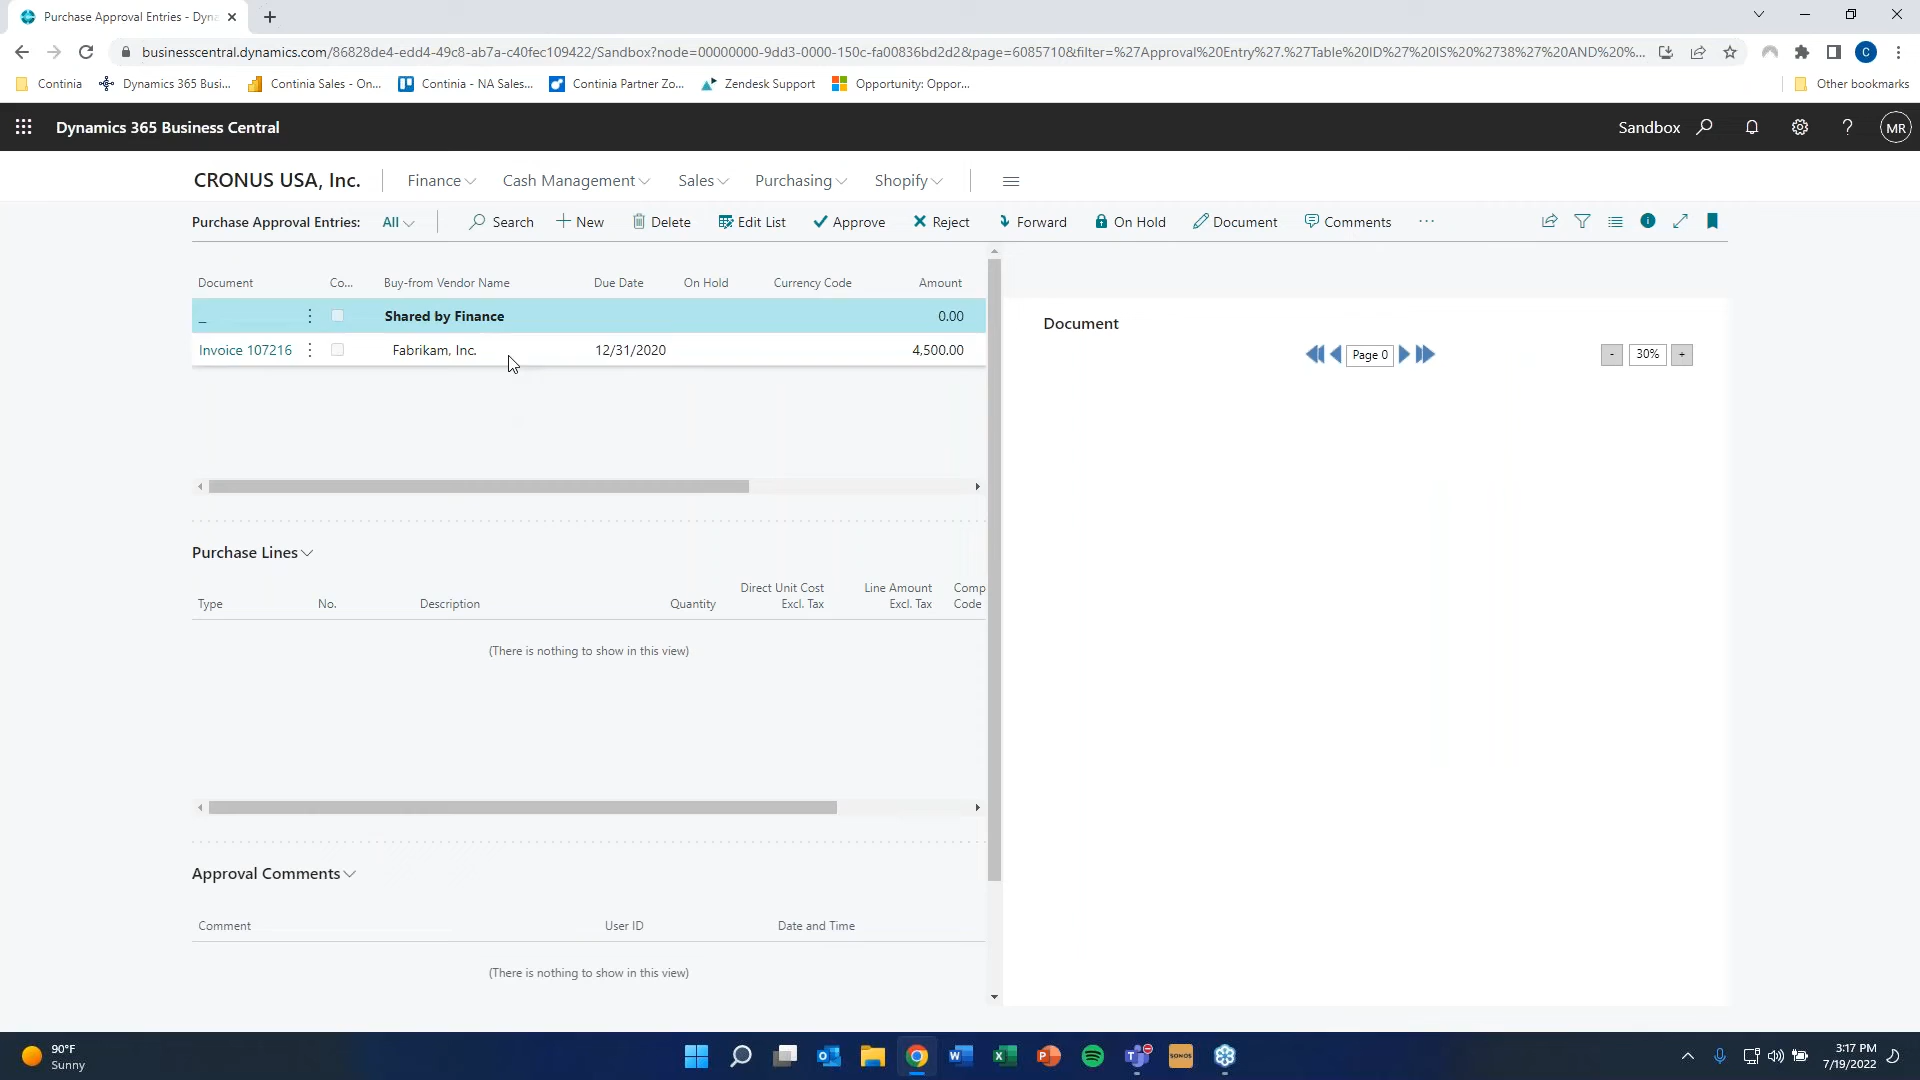 Purchase Approval Entries - Dyna
businesscentral.dynamics.com/86828de4-edd4-49c8-ab7a-c40fec109422/Sandbox?node=00000000-9dd3-0000-150c-fa00836bd2d2&page=6085710&filter=%27Approval%20Entry%27.%27Table%20ID%27%20IS%20%2738%27%20AND%20%...
C
Continia
Dynamics 365 Busi...
Continia Sales - On...
Continia - NA Sales...
Continia Partner Zo...
Zendesk Support
Opportunity: Oppor...
Other bookmarks
Dynamics 365 Business Central
Sandbox
MR
CRONUS USA, Inc.
Finance
Cash Management
Sales
Purchasing
Shopify
Purchase Approval Entries:
All
Search
New
Delete
Edit List
Approve
Reject
Forward
On Hold
Document
Comments
...
Document Co... Buy-from Vendor Name Due Date On Hold Currency Code Amount
_ Shared by Finance 0.00
Invoice 107216 Fabrikam, Inc. 12/31/2020 4,500.00
Document
Page 0
- 30% +
Purchase Lines
Type No. Description Quantity Direct Unit Cost Excl. Tax Line Amount Excl. Tax Comp Code
(There is nothing to show in this view)
Approval Comments
Comment User ID Date and Time
(There is nothing to show in this view)
90°F
Sunny
SONOS
3:17 PM
7/19/2022